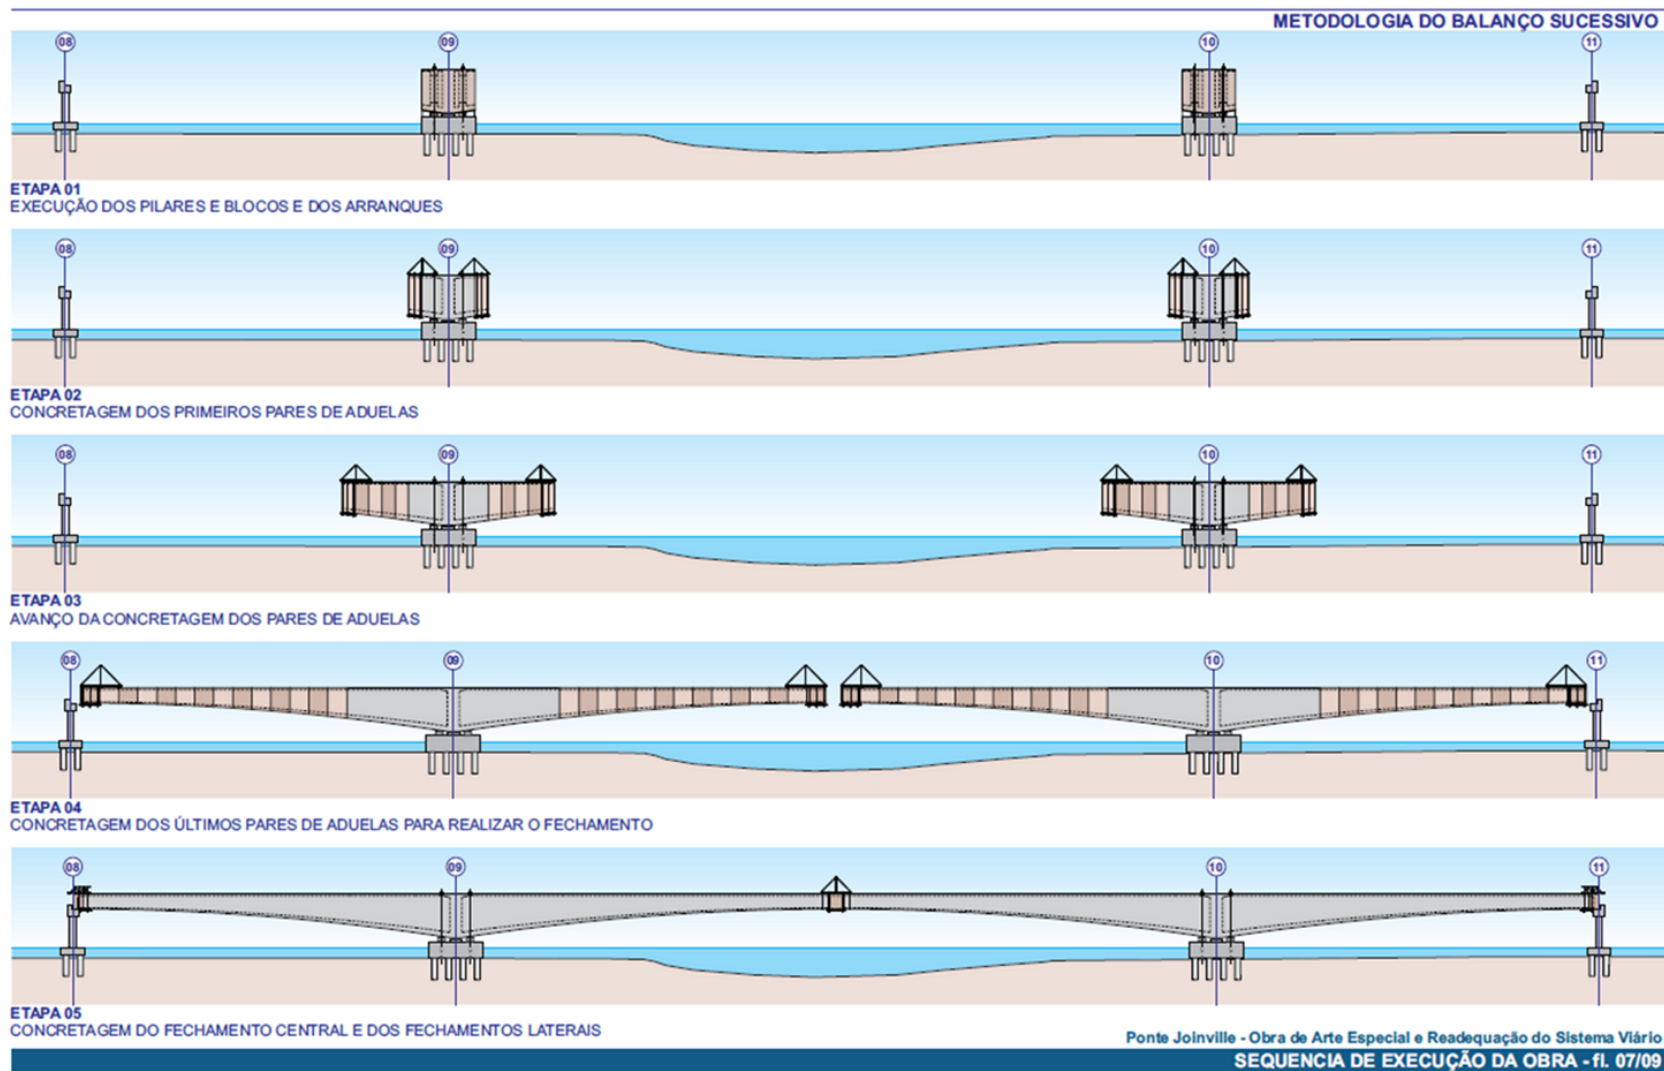 METODOLOGIA DO BALANÇO SUCESSIVO
08 09 10 11
ETAPA 01
EXECUÇÃO DOS PILARES E BLOCOS E DOS ARRANQUES
08 09 10 11
ETAPA 02
CONCRETAGEM DOS PRIMEIROS PARES DE ADUELAS
08 09 10 11
ETAPA 03
AVANÇO DA CONCRETAGEM DOS PARES DE ADUELAS
08 09 10 11
ETAPA 04
CONCRETAGEM DOS ÚLTIMOS PARES DE ADUELAS PARA REALIZAR O FECHAMENTO
08 09 10 11
ETAPA 05
CONCRETAGEM DO FECHAMENTO CENTRAL E DOS FECHAMENTOS LATERAIS
Ponte Joinville - Obra de Arte Especial e Readequação do Sistema Viário
SEQUENCIA DE EXECUÇÃO DA OBRA - fl. 07/09